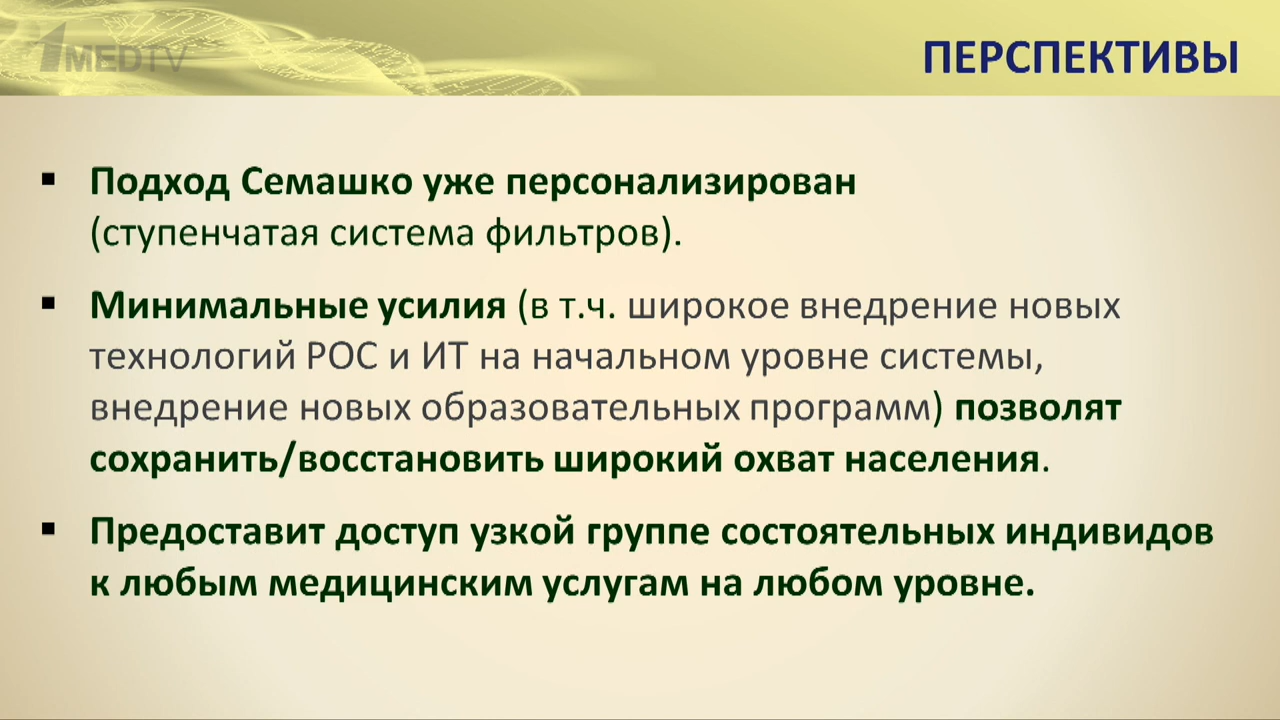 1MEDTV
ПЕРСПЕКТИВЫ
▪ Подход Семашко уже персонализирован
(ступенчатая система фильтров).
▪ Минимальные усилия (в т.ч. широкое внедрение новых
технологий РОС и ИТ на начальном уровне системы,
внедрение новых образовательных программ) позволят
сохранить/восстановить широкий охват населения.
▪ Предоставит доступ узкой группе состоятельных индивидов
к любым медицинским услугам на любом уровне.